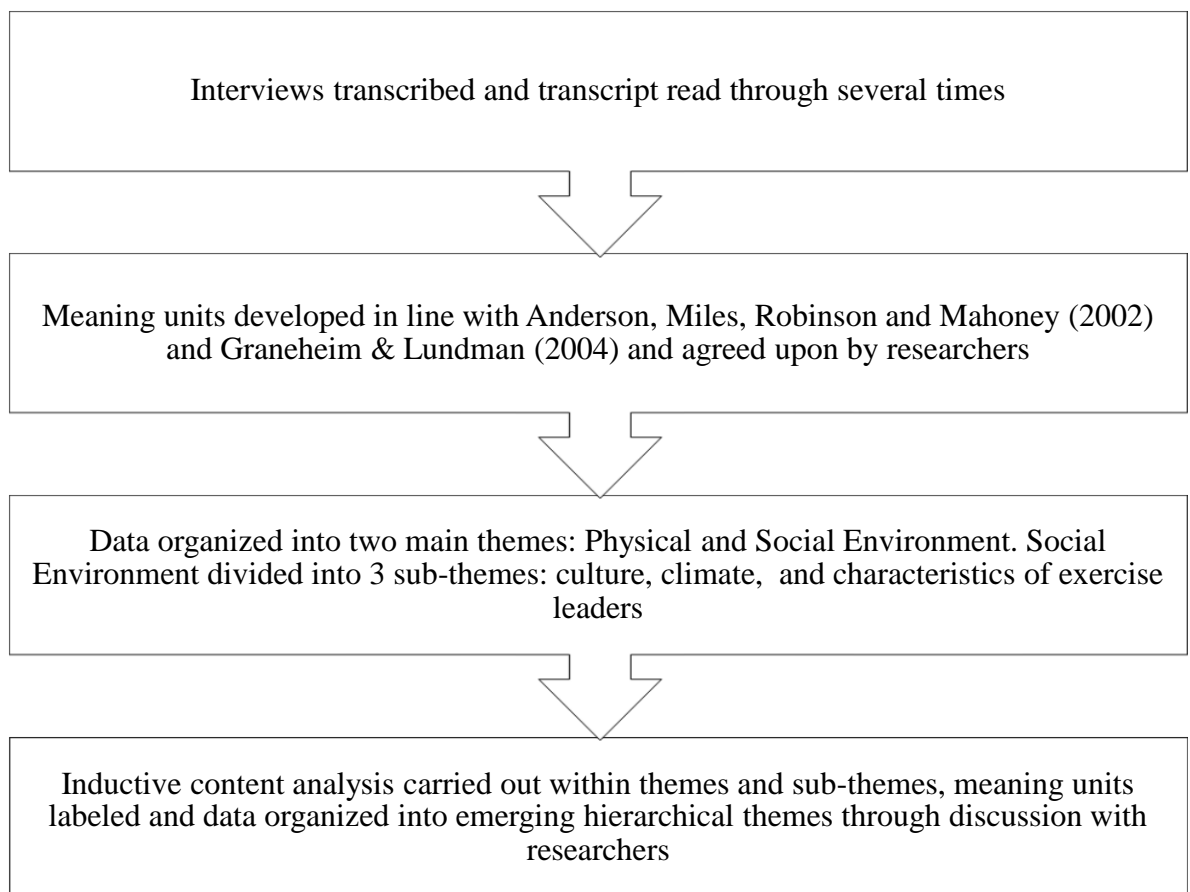 Interviews transcribed and transcript read through several times
Meaning units developed in line with Anderson, Miles, Robinson and Mahoney (2002)
and Graneheim & Lundman (2004) and agreed upon by researchers
Data organized into two main themes: Physical and Social Environment. Social
Environment divided into 3 sub-themes: culture, climate,  and characteristics of exercise
leaders
Inductive content analysis carried out within themes and sub-themes, meaning units
labeled and data organized into emerging hierarchical themes through discussion with
researchers